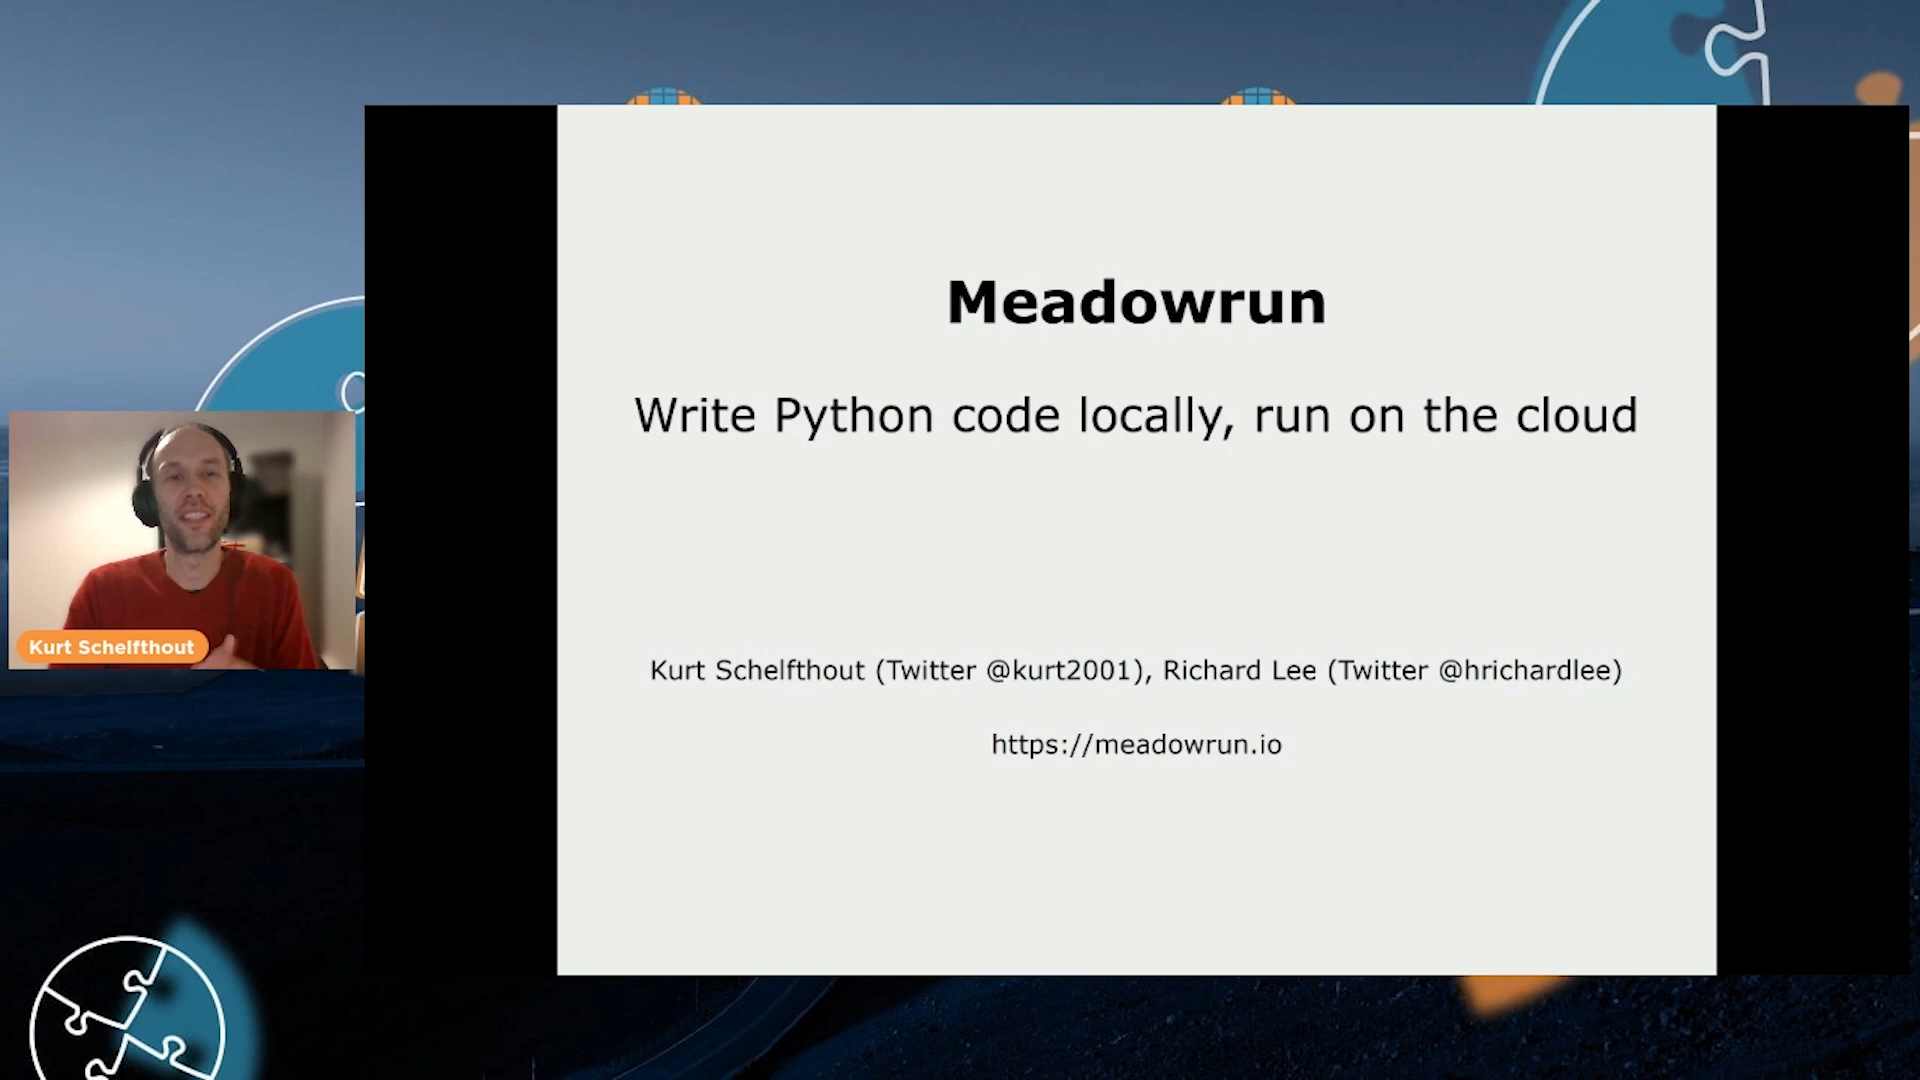 Meadowrun
Write Python code locally, run on the cloud
Kurt Schelfthout
Kurt Schelfthout (Twitter @kurt2001), Richard Lee (Twitter @hrichardlee)
https://meadowrun.io